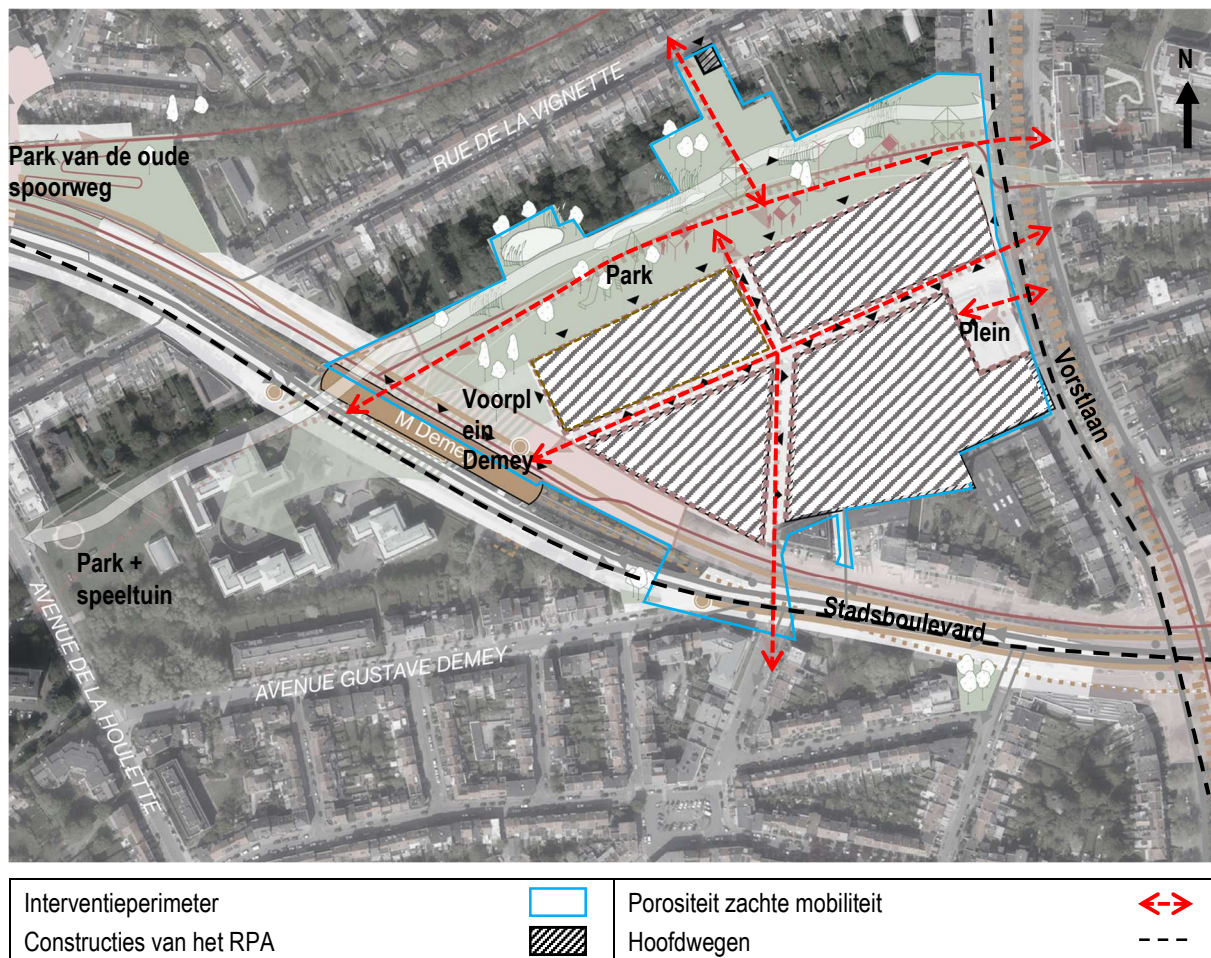 N
RUE DE LA VIGNETTE
Park van de oude
spoorweg
Park
Plein
Voorpl
ein
Demey
M Deme
Vorstlaan
Park +
speeltuin
Stadsboulevard
AVENUE DE LA HOULETTE
AVENUE GUSTAVE DEMEY
Interventieperimeter
Constructies van het RPA
Porositeit zachte mobiliteit
Hoofdwegen